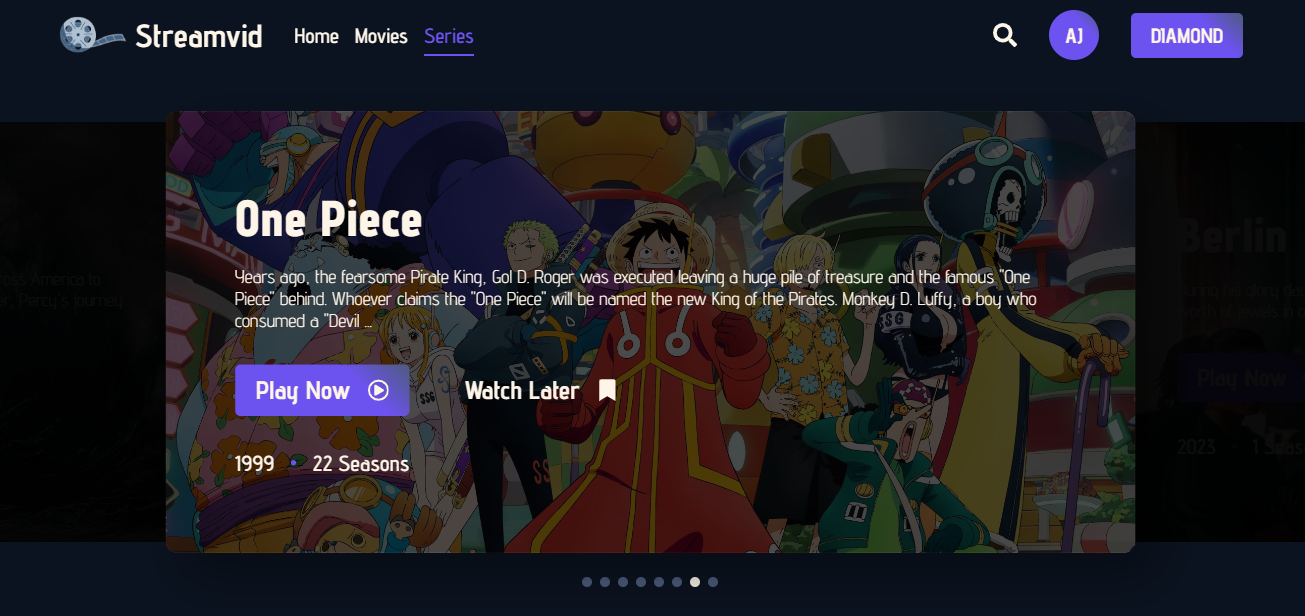 Streamvid
Home Movies Series
AJ
DIAMOND
One Piece
Years ago, the fearsome Pirate King, Gol D. Roger was executed leaving a huge pile of treasure and the famous "One
Piece" behind. Whoever claims the "One Piece" will be named the new King of the Pirates. Monkey D. Luffy, a boy who
consumed a "Devil ...
Play Now
Watch Later
1999 • 22 Seasons
SSG
SSG
ross America to
er. Percy's journey
Berlin
Play Now
2023